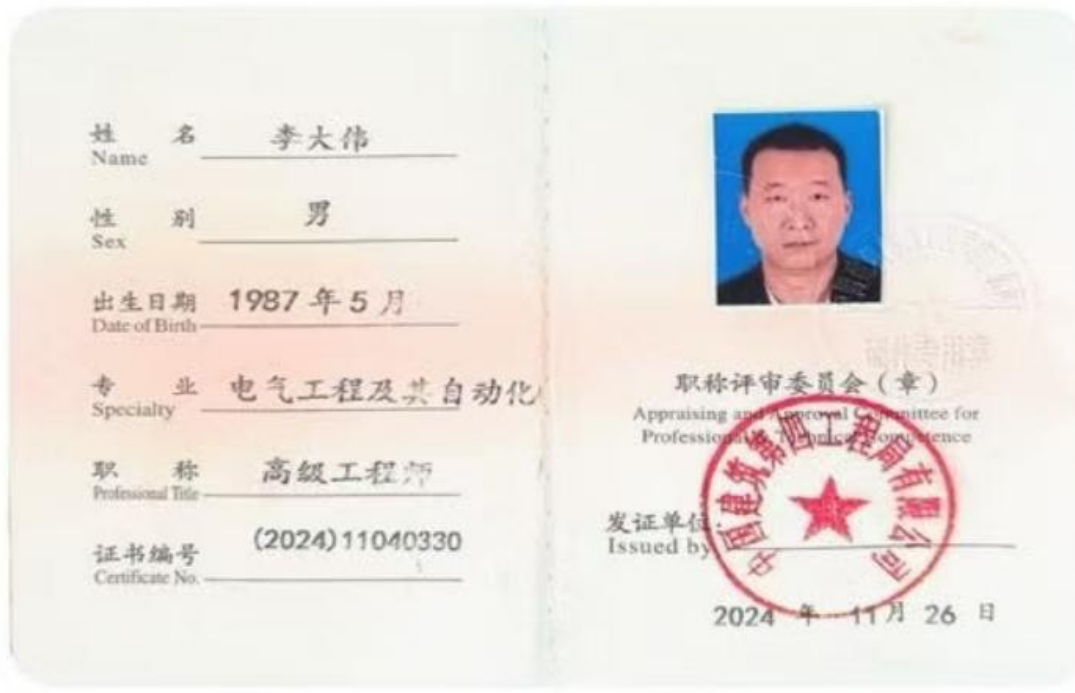 姓名 李大伟
Name
性别 男
Sex
出生日期 1987 年 5 月
Date of Birth
专业 电气工程及其自动化
Specialty
职称 高级工程师
Professional Title
证书编号 (2024)11040330
Certificate No.
职称评审委员会（章）
Appraising and Approval Committee for
Professional & Technical Competence
中国建筑第四工程局有限公司
发证单位
Issued by
2024 年 11 月 26 日